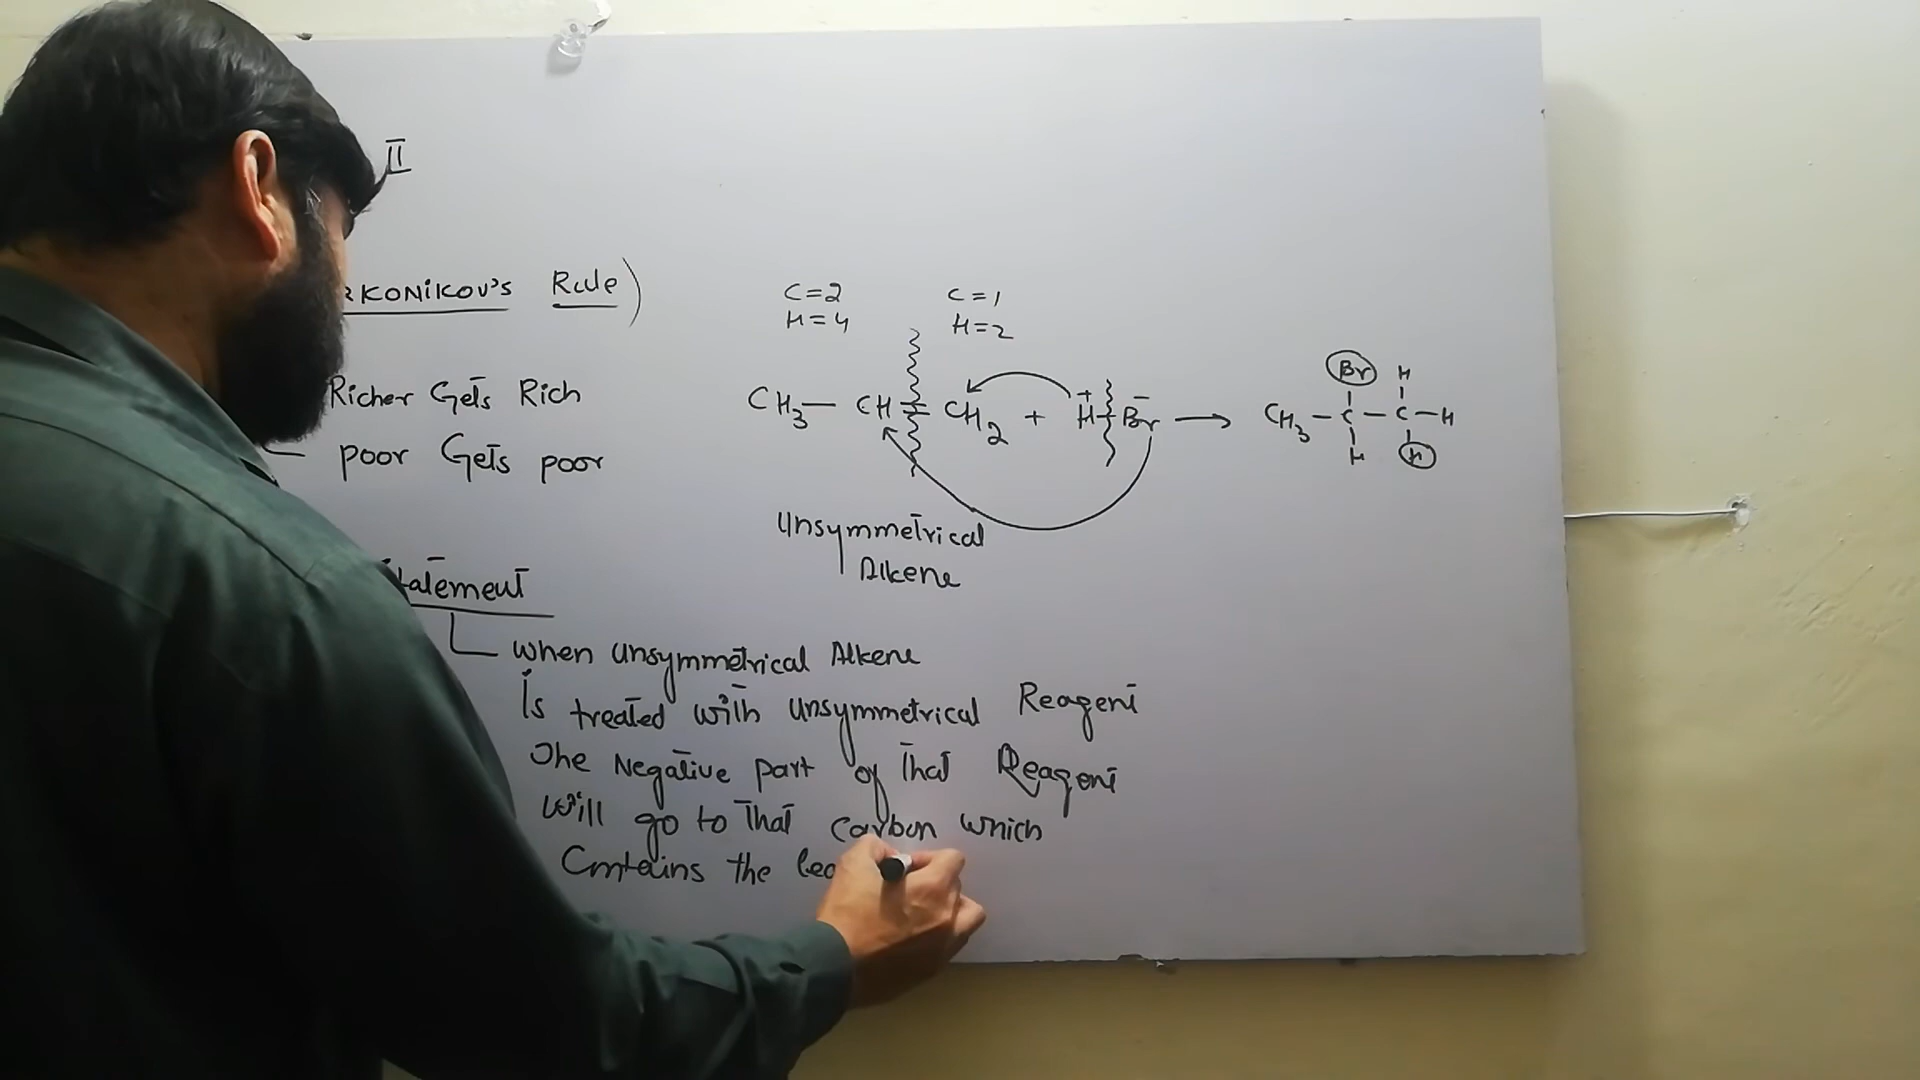 II
RKONiKOV'S Rule)
Richer Gets Rich
poor Gets poor
C=2 C=1
H=4 H=2
CH3— CH = CH2 + H+ Br- → CH3 - C - C - H
Br H
H H
Unsymmetrical
Alkene
tatement
when unsymmetrical Alkene
Is treated with unsymmetrical Reagent
The Negative part of That Reagent
will go to That Carbon which
Contains the lea